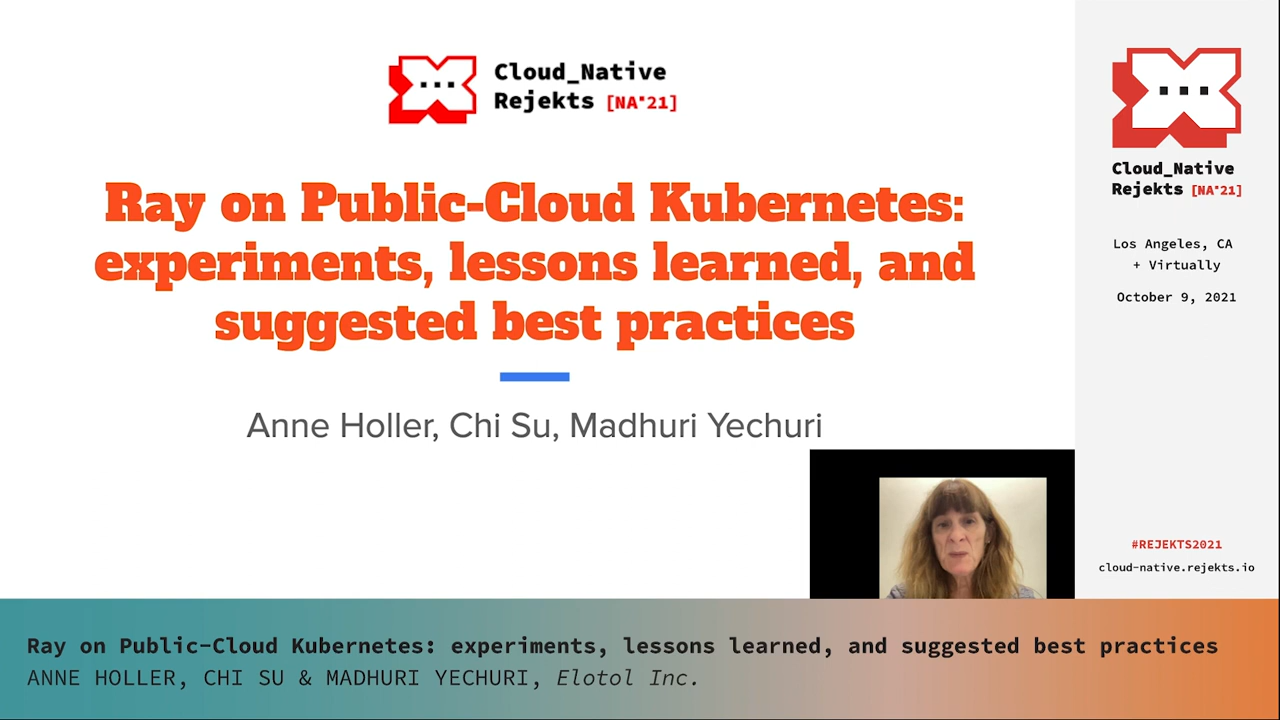 Cloud_Native
Rejekts [NA'21]
Ray on Public-Cloud Kubernetes:
experiments, lessons learned, and
suggested best practices
Anne Holler, Chi Su, Madhuri Yechuri
Cloud_Native
Rejekts [NA'21]
Los Angeles, CA
+ Virtually
October 9, 2021
#REJEKTS2021
cloud-native.rejekts.io
Ray on Public-Cloud Kubernetes: experiments, lessons learned, and suggested best practices
ANNE HOLLER, CHI SU & MADHURI YECHURI, Elotol Inc.